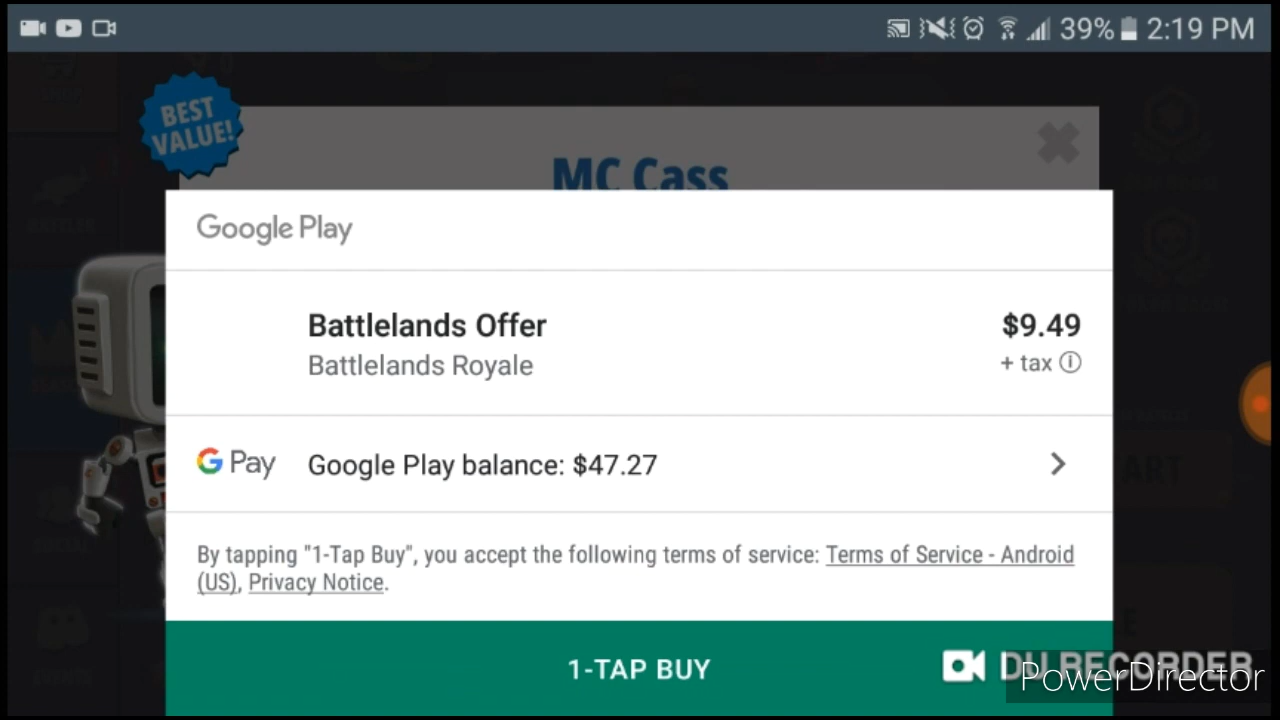 39% 2:19 PM
BEST
VALUE!
MC Cass
Google Play
Battlelands Offer
$9.49
Battlelands Royale
+ tax
G Pay
Google Play balance: $47.27
By tapping "1-Tap Buy", you accept the following terms of service: Terms of Service - Android
(US), Privacy Notice.
1-TAP BUY
DU RECORDER
PowerDirector